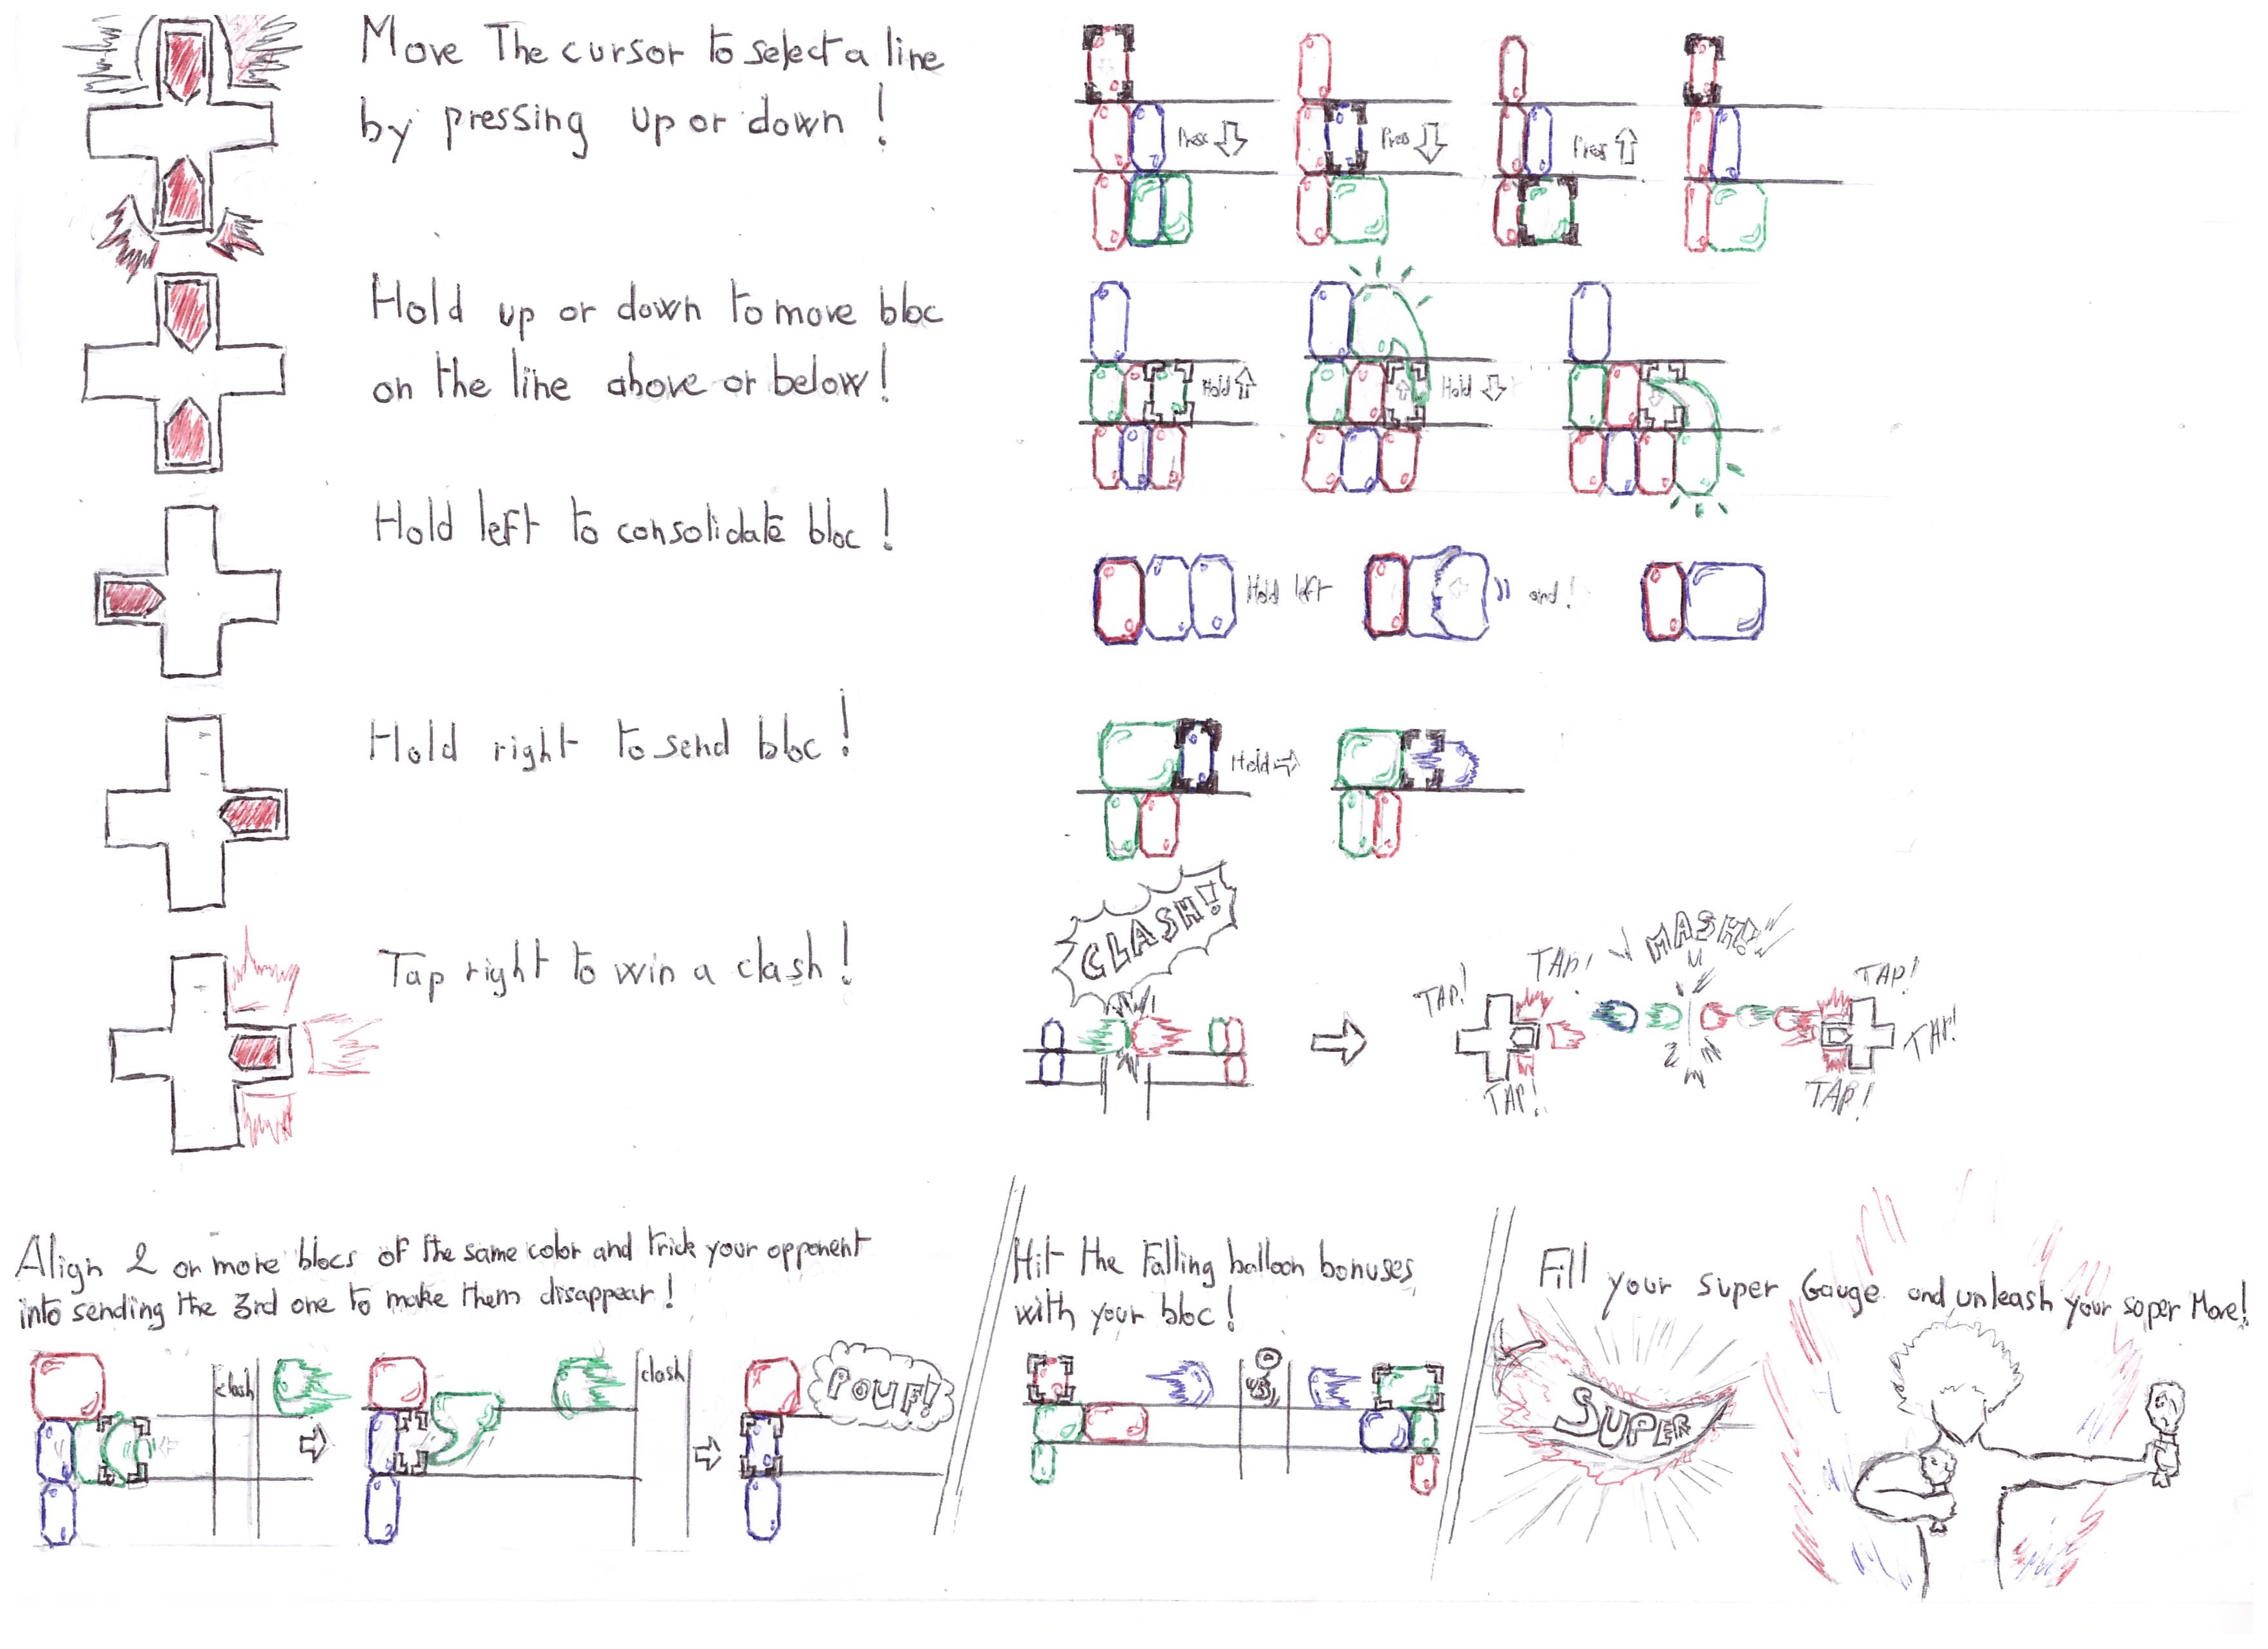 Move The cursor to select a line
by pressing up or down !
Press
Press
Press
Hold up or down to move bloc
on the line above or below !
Hold
Hold
Hold left to consolidate bloc !
Hold left
and !
Hold right to send bloc !
Hold
Tap right to win a clash !
CLASH!
TAP!
TAP!
MASH!
TAP!
TAP!
TAP!
TAP!
Align 2 or more blocs of the same color and trick your opponent
into sending the 3rd one to make them disappear !
clash
clash
POUF!
Hit the Falling balloon bonuses
with your bloc !
Fill your super Gauge and unleash your soper Move!
SUPER